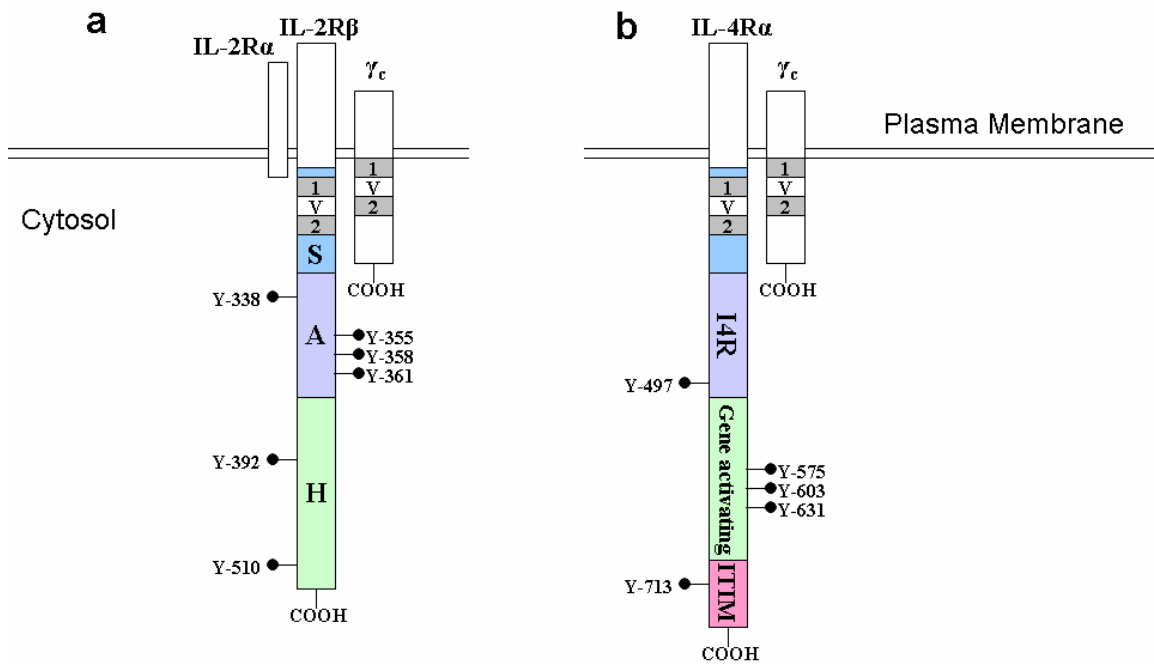 a
IL-2Rβ
IL-2Rα
γc
1
V
2
1
V
2
S
COOH
Y-338
A
Y-355
Y-358
Y-361
Y-392
H
Y-510
COOH
Cytosol
b
IL-4Rα
γc
Plasma Membrane
1
V
2
1
V
2
COOH
I4R
Y-497
Gene activating
Y-575
Y-603
Y-631
ITIM
Y-713
COOH